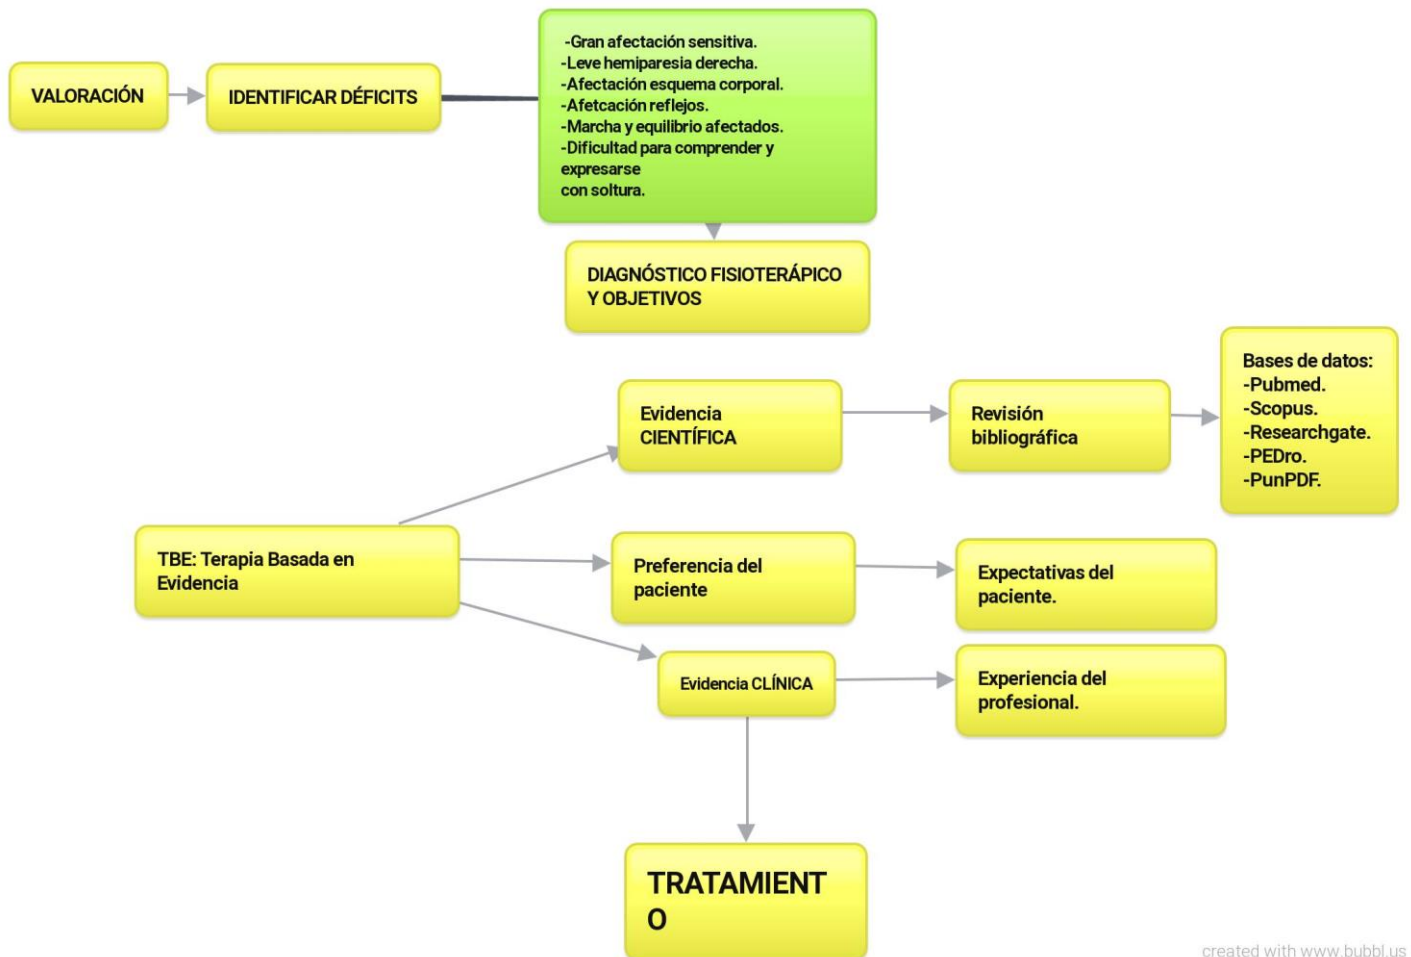 VALORACIÓN
IDENTIFICAR DÉFICITS
-Gran afectación sensitiva.
-Leve hemiparesia derecha.
-Afectación esquema corporal.
-Afetcación reflejos.
-Marcha y equilibrio afectados.
-Dificultad para comprender y
expresarse
con soltura.
DIAGNÓSTICO FISIOTERÁPICO
Y OBJETIVOS
Evidencia
CIENTÍFICA
Revisión
bibliográfica
Bases de datos:
-Pubmed.
-Scopus.
-Researchgate.
-PEDro.
-PunPDF.
TBE: Terapia Basada en
Evidencia
Preferencia del
paciente
Expectativas del
paciente.
Evidencia CLÍNICA
Experiencia del
profesional.
TRATAMIENT
O
created with www.bubbl.us